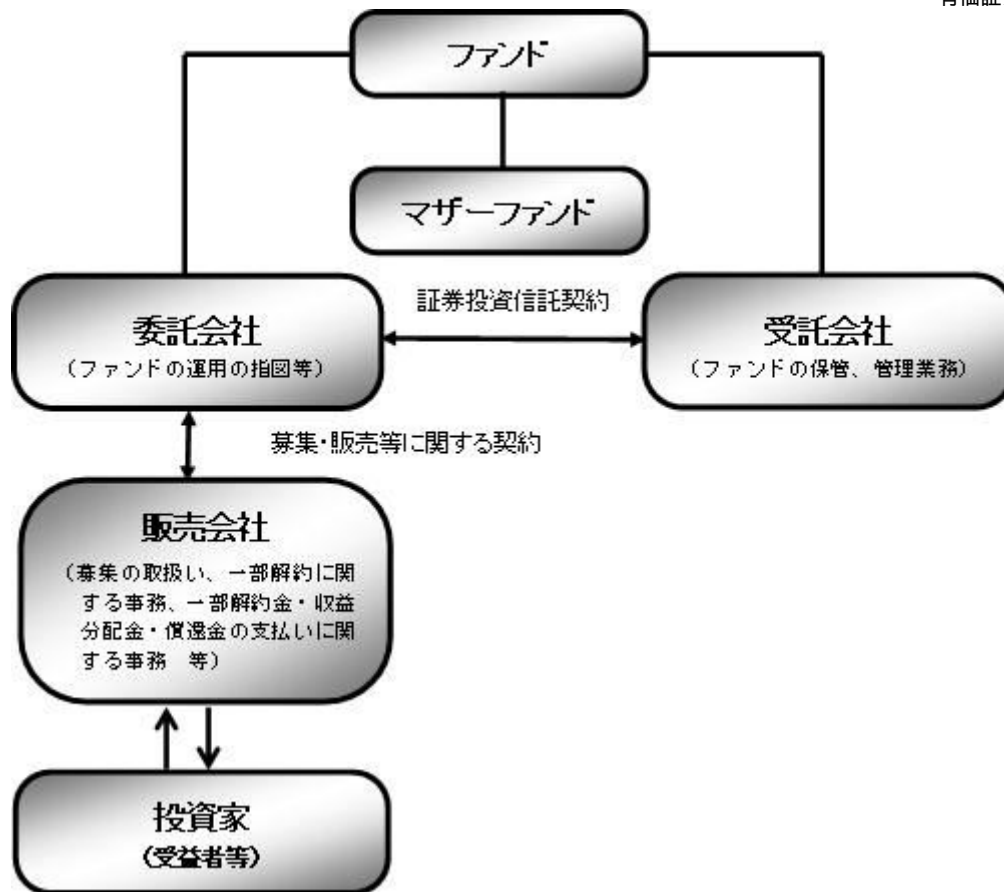 ファンド
マザーファンド
証券投資信託契約
委託会社
（ファンドの運用の指図等）
受託会社
（ファンドの保管、管理業務）
募集・販売等に関する契約
販売会社
（募集の取扱い、一部解約に関
する事務、一部解約金・収益
分配金・償還金の支払いに関
する事務　等）
投資家
（受益者等）